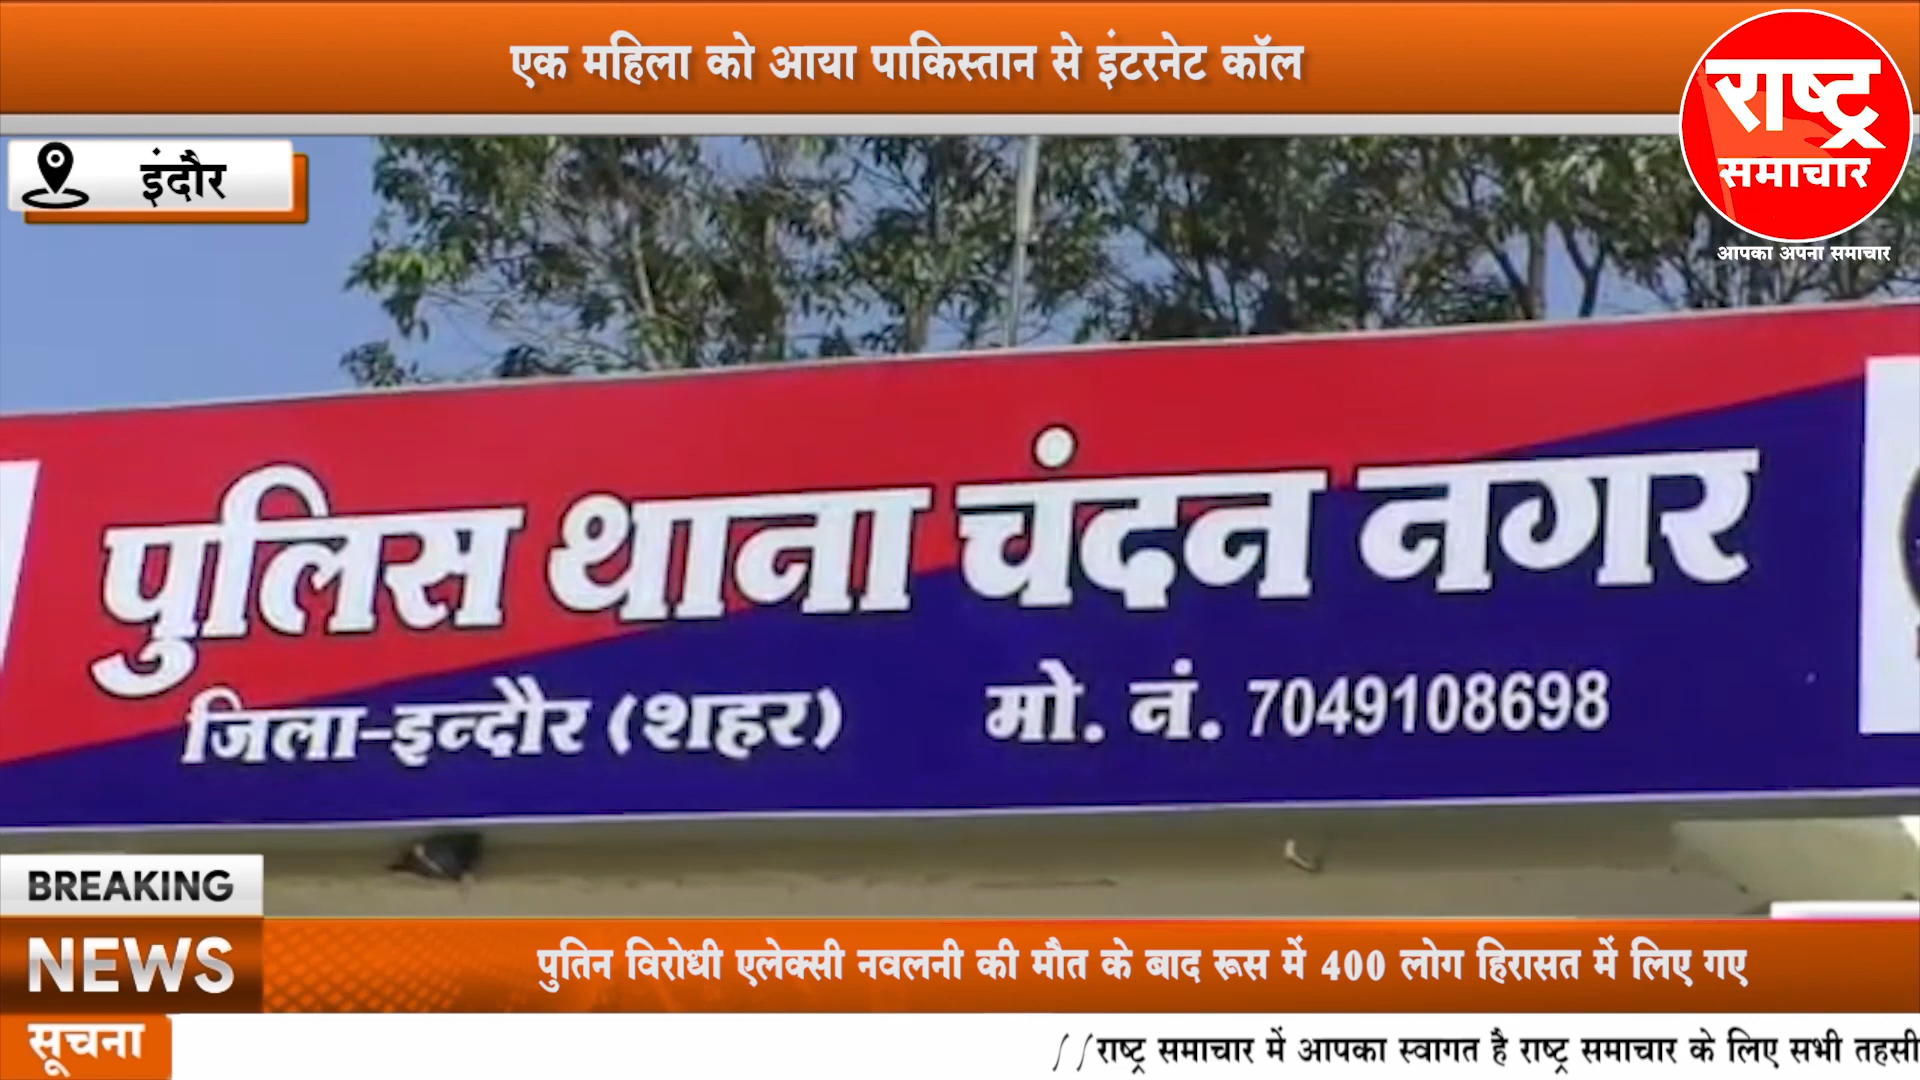 एक महिला को आया पाकिस्तान से इंटरनेट कॉल
राष्ट्र
समाचार
आपका अपना समाचार
इंदौर
पुलिस थाना चंदन नगर
जिला-इन्दौर (शहर) मो. नं. 7049108698
BREAKING
NEWS
पुतिन विरोधी एलेक्सी नवलनी की मौत के बाद रूस में 400 लोग हिरासत में लिए गए
सूचना
//राष्ट्र समाचार में आपका स्वागत है राष्ट्र समाचार के लिए सभी तहसी